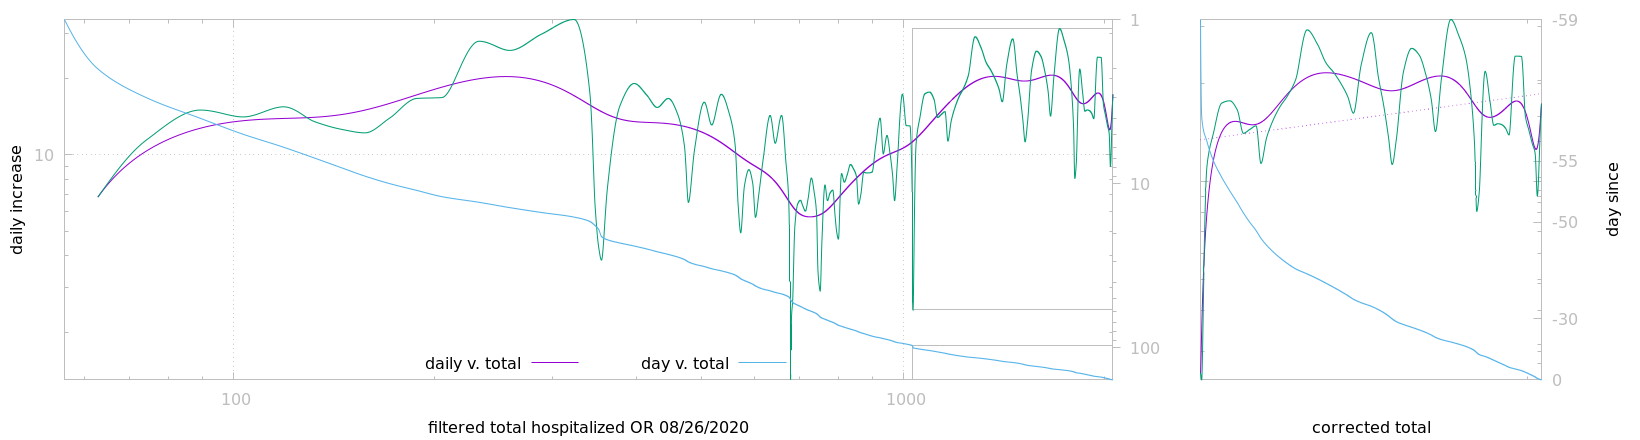 1
-59
10
daily increase
-55
10
-50
day since
-30
100
0
daily v. total
day v. total
100
1000
filtered total hospitalized OR 08/26/2020
corrected total